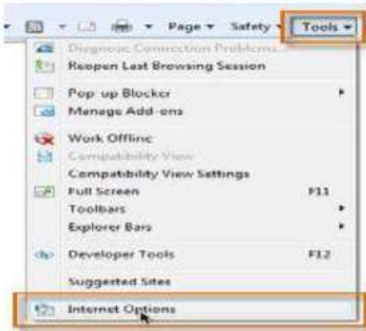 Page Safety Tools
Diagnose Connection Problems...
Reopen Last Browsing Session
Pop-up Blocker
Manage Add-ons
Work Offline
Compatibility View
Compatibility View Settings
Full Screen F11
Toolbars
Explorer Bars
Developer Tools F12
Suggested Sites
Internet Options